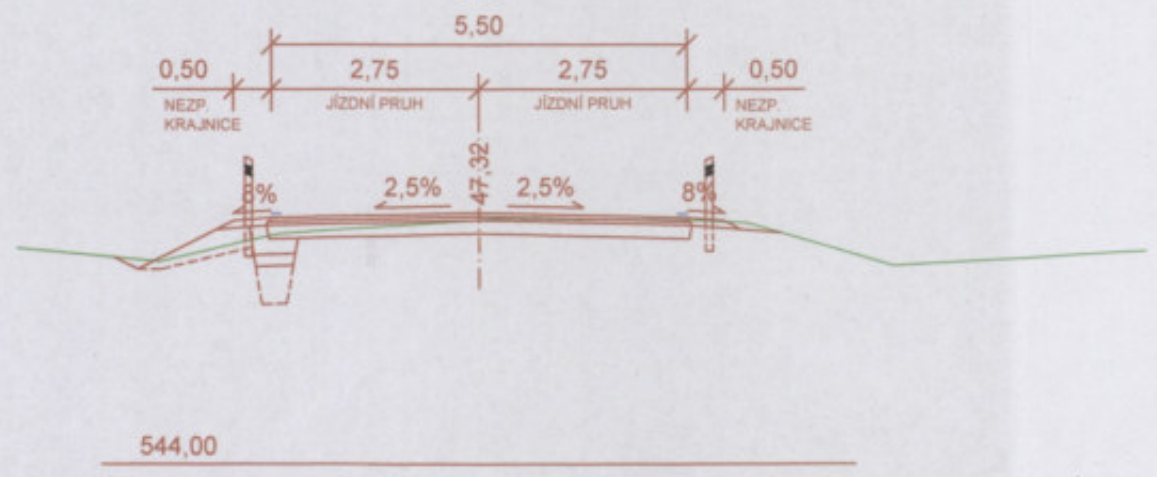 5,50
0,50 2,75 2,75 0,50
NEZP. JÍZDNÍ PRUH JÍZDNÍ PRUH NEZP.
KRAJNICE KRAJNICE
47,32
8% 2,5% 2,5% 8%
544,00